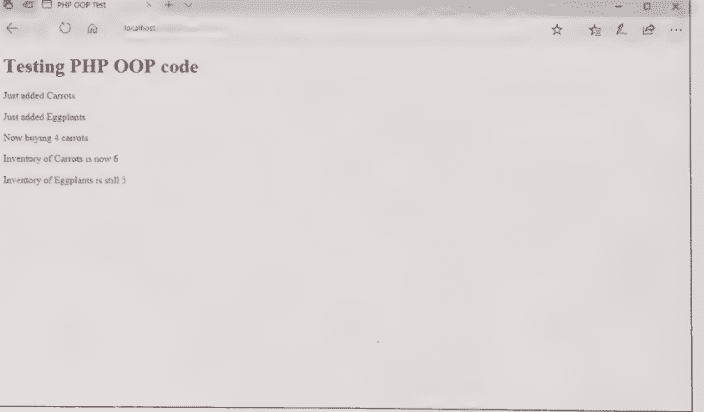 PHP OOP Test
localhost
Testing PHP OOP code
Just added Carrots
Just added Eggplants
Now buying 4 carrots
Inventory of Carrots is now 6
Inventory of Eggplants is still 5